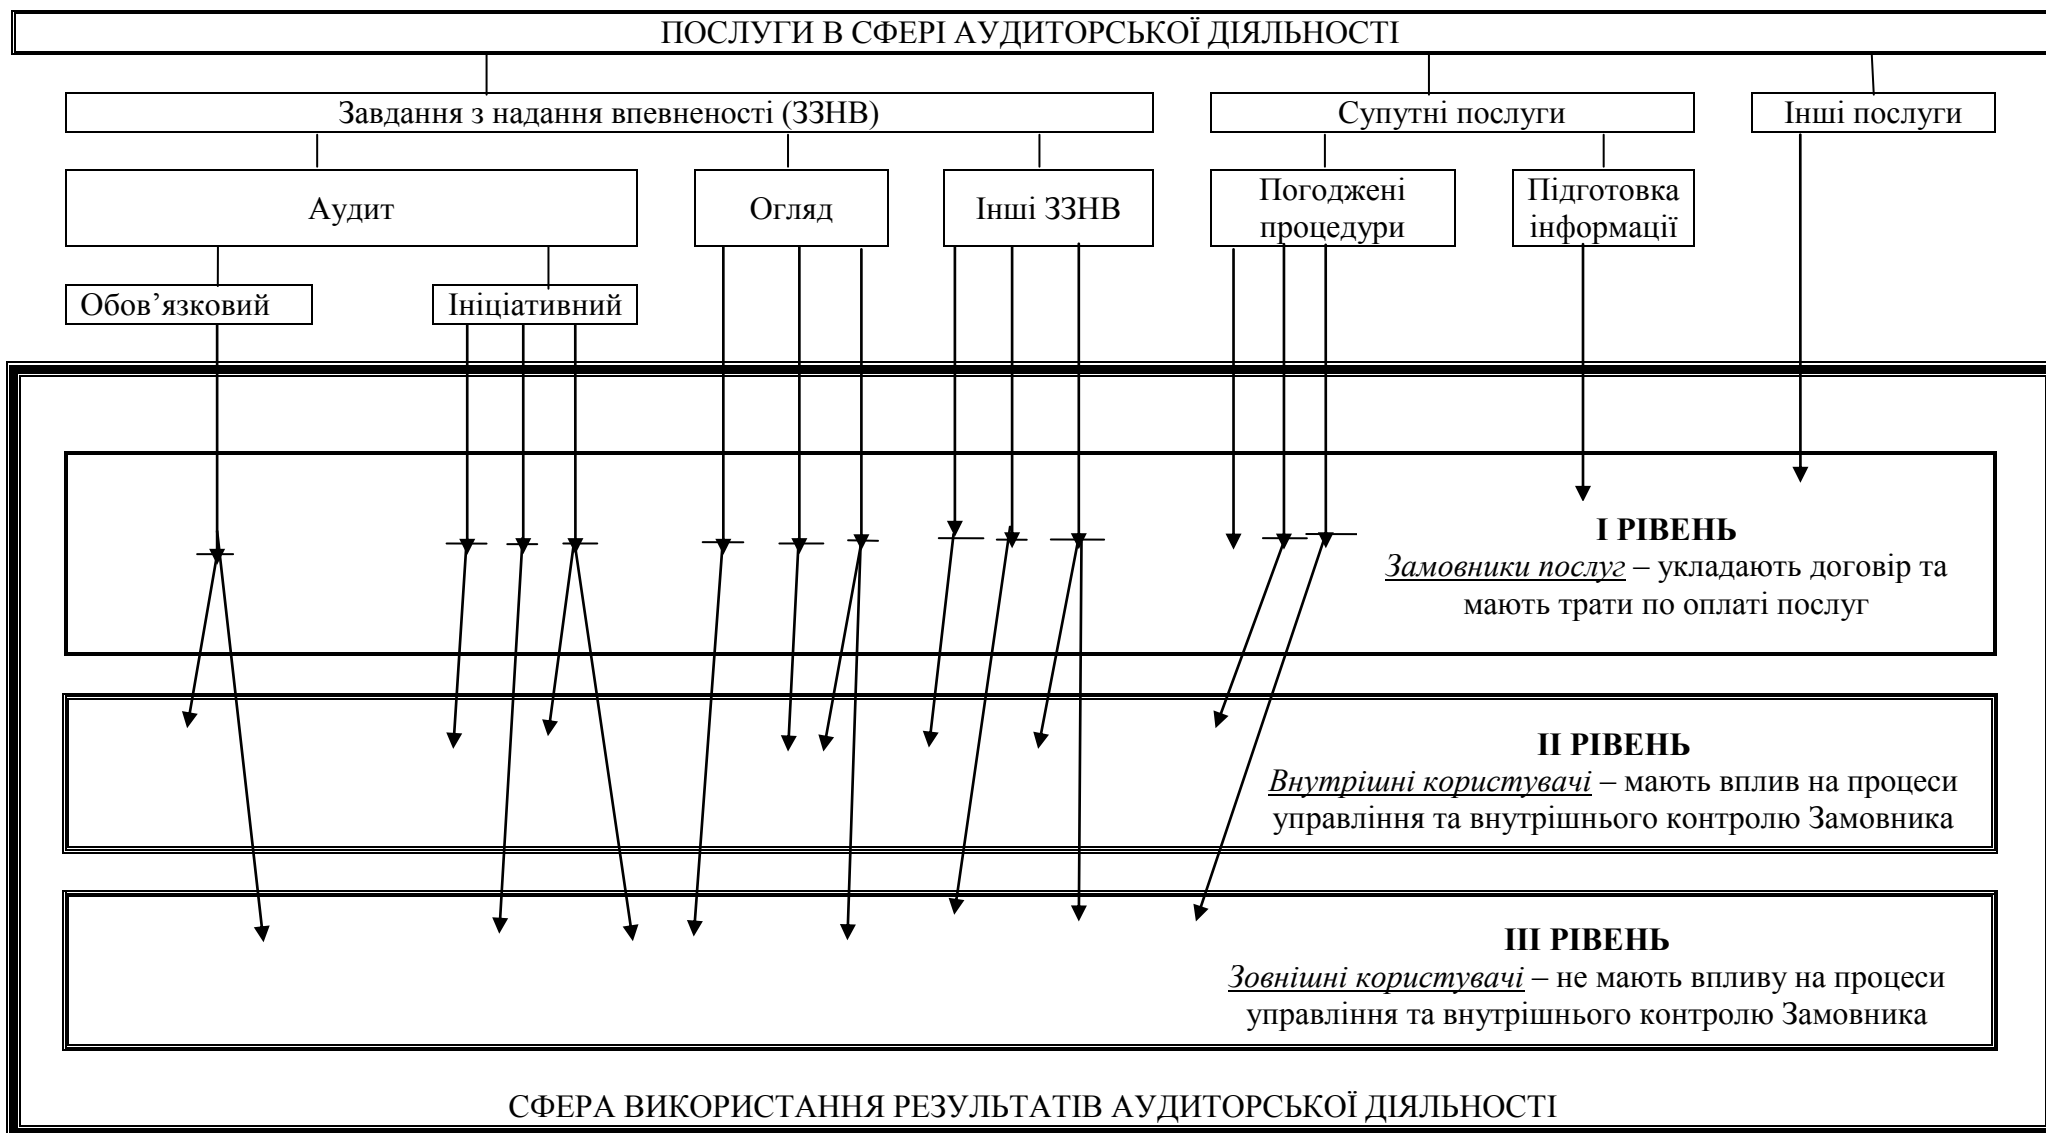 ПОСЛУГИ В СФЕРІ АУДИТОРСЬКОЇ ДІЯЛЬНОСТІ
Завдання з надання впевненості (ЗЗНВ)
Супутні послуги
Інші послуги
Аудит
Огляд
Інші ЗЗНВ
Погоджені
процедури
Підготовка
інформації
Обов’язковий
Ініціативний
І РІВЕНЬ
Замовники послуг – укладають договір та
мають трати по оплаті послуг
ІІ РІВЕНЬ
Внутрішні користувачі – мають вплив на процеси
управління та внутрішнього контролю Замовника
ІІІ РІВЕНЬ
Зовнішні користувачі – не мають впливу на процеси
управління та внутрішнього контролю Замовника
СФЕРА ВИКОРИСТАННЯ РЕЗУЛЬТАТІВ АУДИТОРСЬКОЇ ДІЯЛЬНОСТІ